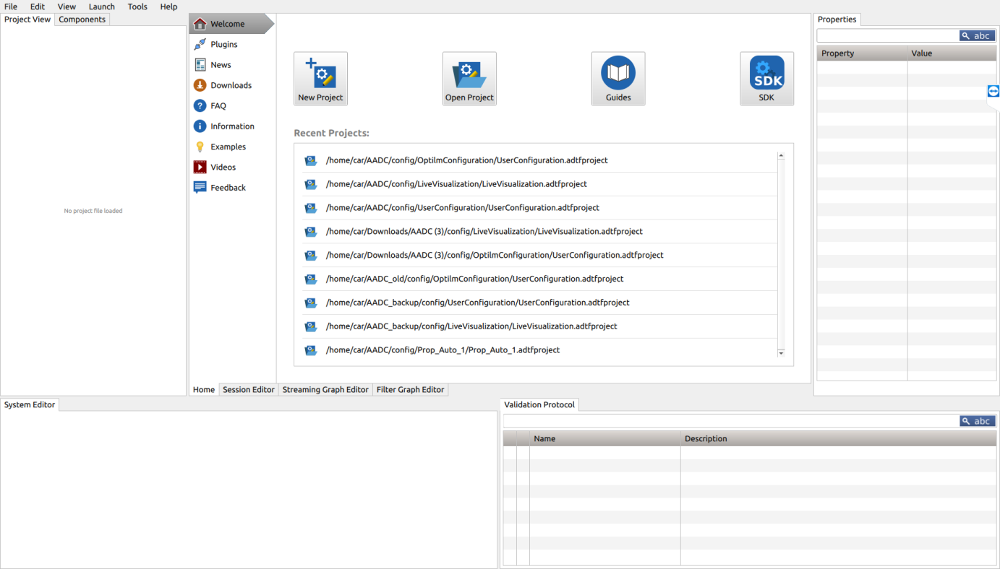 File Edit View Launch Tools Help
Project View Components
No project file loaded
Welcome
Plugins
News
Downloads
FAQ
Information
Examples
Videos
Feedback
New Project
Open Project
Guides
SDK
SDK
Recent Projects:
/home/car/AADC/config/OptilmConfiguration/UserConfiguration.adtfproject
/home/car/AADC/config/LiveVisualization/LiveVisualization.adtfproject
/home/car/AADC/config/UserConfiguration/UserConfiguration.adtfproject
/home/car/Downloads/AADC (3)/config/LiveVisualization/LiveVisualization.adtfproject
/home/car/Downloads/AADC (3)/config/OptilmConfiguration/UserConfiguration.adtfproject
/home/car/AADC_old/config/OptilmConfiguration/UserConfiguration.adtfproject
/home/car/AADC_backup/config/UserConfiguration/UserConfiguration.adtfproject
/home/car/AADC_backup/config/LiveVisualization/LiveVisualization.adtfproject
/home/car/AADC/config/Prop_Auto_1/Prop_Auto_1.adtfproject
Home Session Editor Streaming Graph Editor Filter Graph Editor
Properties
abc
Property Value
System Editor
Validation Protocol
abc
Name Description